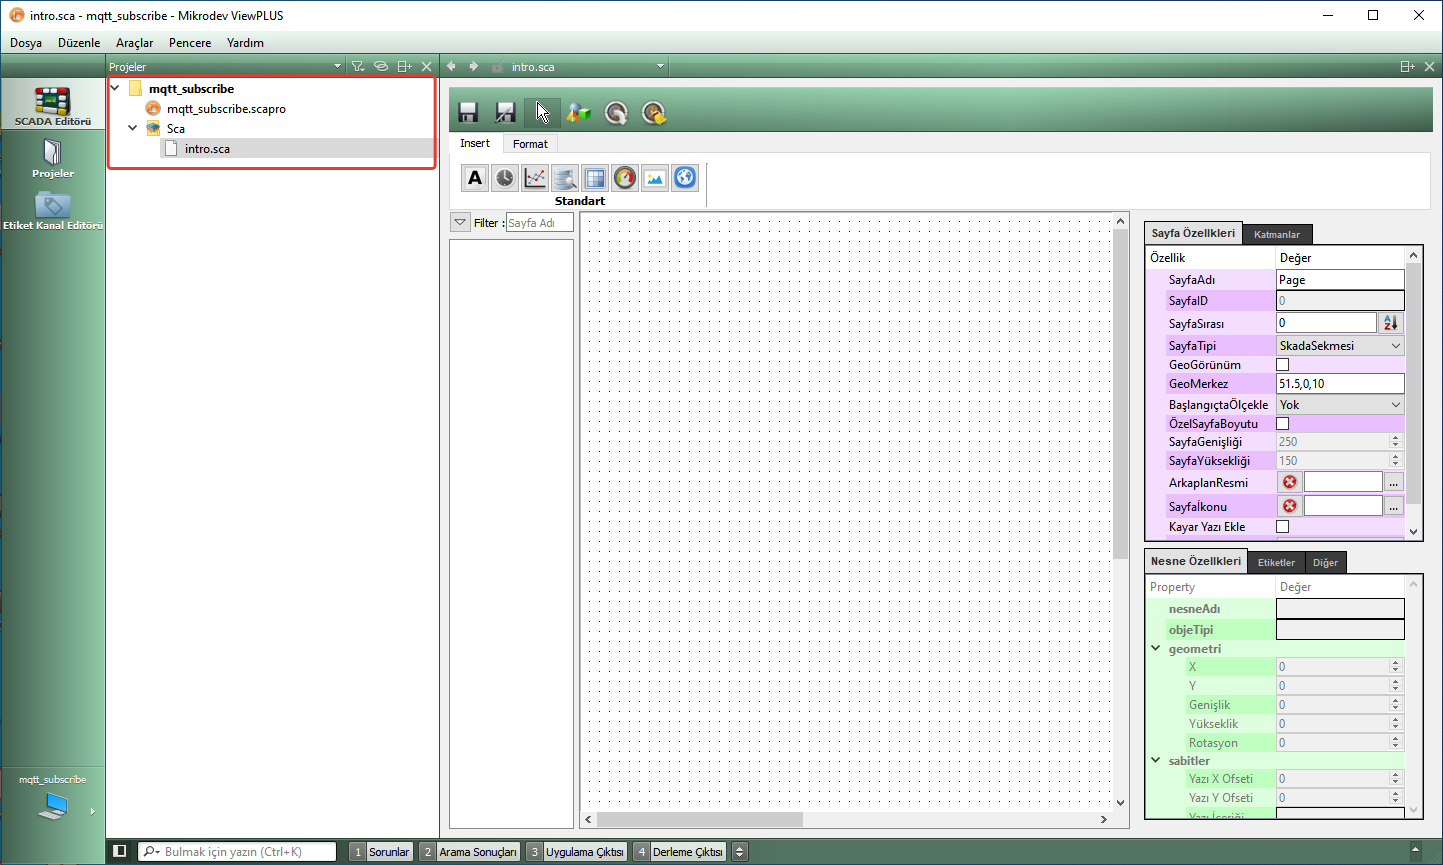 intro.sca - mqtt_subscribe - Mikrodev ViewPLUS
Dosya Düzenle Araçlar Pencere Yardım
Projeler
intro.sca
SCADA Editörü
Projeler
Etiket Kanal Editörü
mqtt_subscribe
mqtt_subscribe
mqtt_subscribe.scapro
Sca
intro.sca
Insert Format
A
Standart
Filter : Sayfa Adı
Sayfa Özellikleri Katmanlar
Özellik Değer
SayfaAdı Page
SayfaID 0
SayfaSırası 0
SayfaTipi SkadaSekmesi
GeoGörünüm
GeoMerkez 51.5,0,10
BaşlangıçtaÖlçekle Yok
ÖzelSayfaBoyutu
SayfaGenişliği 250
SayfaYüksekliği 150
ArkaplanResmi ...
Sayfaİkonu ...
Kayar Yazı Ekle
Nesne Özellikleri Etiketler Diğer
Property Değer
nesneAdı
objeTipi
geometri
X 0
Y 0
Genişlik 0
Yükseklik 0
Rotasyon 0
sabitler
Yazı X Ofseti 0
Yazı Y Ofseti 0
Yazı İçeriği
Bulmak için yazın (Ctrl+K)
1 Sorunlar 2 Arama Sonuçları 3 Uygulama Çıktısı 4 Derleme Çıktısı